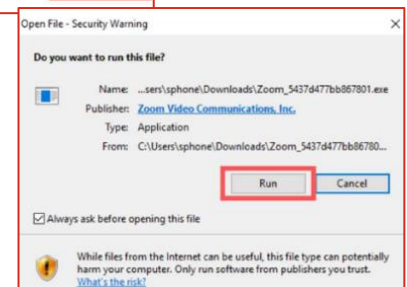 Open File - Security Warning
Do you want to run this file?
Name: ...sers\sphone\Downloads\Zoom_5437d477bb867801.exe
Publisher: Zoom Video Communications, Inc.
Type: Application
From: C:\Users\sphone\Downloads\Zoom_5437d477bb86780...
Run Cancel
Always ask before opening this file
While files from the Internet can be useful, this file type can potentially
harm your computer. Only run software from publishers you trust.
What's the risk?